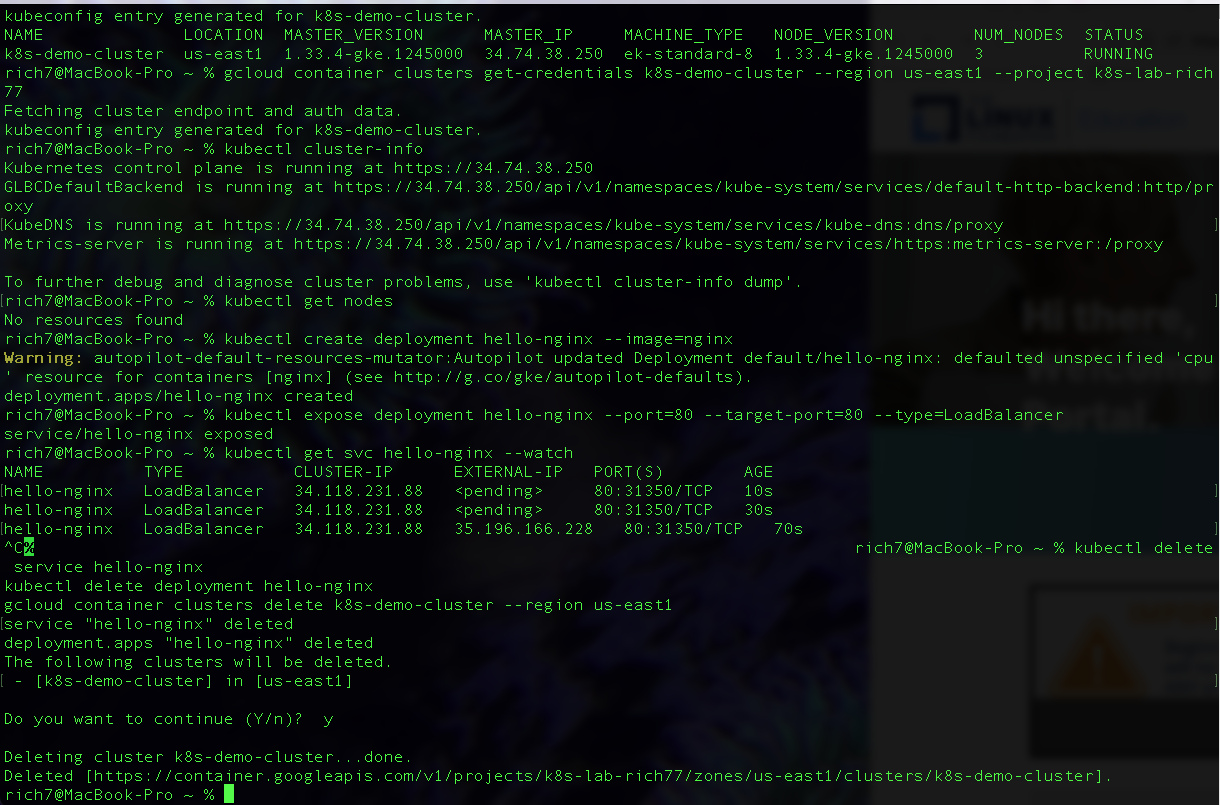 kubeconfig entry generated for k8s-demo-cluster.
NAME              LOCATION  MASTER_VERSION      MASTER_IP     MACHINE_TYPE   NODE_VERSION        NUM_NODES  STATUS
k8s-demo-cluster  us-east1  1.33.4-gke.1245000  34.74.38.250  ek-standard-8  1.33.4-gke.1245000  3          RUNNING
rich7@MacBook-Pro ~ % gcloud container clusters get-credentials k8s-demo-cluster --region us-east1 --project k8s-lab-rich
77
Fetching cluster endpoint and auth data.
kubeconfig entry generated for k8s-demo-cluster.
rich7@MacBook-Pro ~ % kubectl cluster-info
Kubernetes control plane is running at https://34.74.38.250
GLBCDefaultBackend is running at https://34.74.38.250/api/v1/namespaces/kube-system/services/default-http-backend:http/pr
oxy
[KubeDNS is running at https://34.74.38.250/api/v1/namespaces/kube-system/services/kube-dns:dns/proxy ]
Metrics-server is running at https://34.74.38.250/api/v1/namespaces/kube-system/services/https:metrics-server:/proxy
To further debug and diagnose cluster problems, use 'kubectl cluster-info dump'.
[rich7@MacBook-Pro ~ % kubectl get nodes ]
No resources found
rich7@MacBook-Pro ~ % kubectl create deployment hello-nginx --image=nginx
Warning: autopilot-default-resources-mutator:Autopilot updated Deployment default/hello-nginx: defaulted unspecified 'cpu
' resource for containers [nginx] (see http://g.co/gke/autopilot-defaults).
deployment.apps/hello-nginx created
rich7@MacBook-Pro ~ % kubectl expose deployment hello-nginx --port=80 --target-port=80 --type=LoadBalancer
service/hello-nginx exposed
rich7@MacBook-Pro ~ % kubectl get svc hello-nginx --watch
NAME          TYPE           CLUSTER-IP      EXTERNAL-IP   PORT(S)        AGE
[hello-nginx   LoadBalancer   34.118.231.88   <pending>     80:31350/TCP   10s ]
hello-nginx   LoadBalancer   34.118.231.88   <pending>     80:31350/TCP   30s
[hello-nginx   LoadBalancer   34.118.231.88   35.196.166.228   80:31350/TCP   70s ]
^C% rich7@MacBook-Pro ~ % kubectl delete
service hello-nginx
kubectl delete deployment hello-nginx
gcloud container clusters delete k8s-demo-cluster --region us-east1
[service "hello-nginx" deleted ]
deployment.apps "hello-nginx" deleted
The following clusters will be deleted.
[ - [k8s-demo-cluster] in [us-east1] ]
Do you want to continue (Y/n)?  y
Deleting cluster k8s-demo-cluster...done.
Deleted [https://container.googleapis.com/v1/projects/k8s-lab-rich77/zones/us-east1/clusters/k8s-demo-cluster].
rich7@MacBook-Pro ~ %
LINUX
Hi there,
Welcome
Portal.